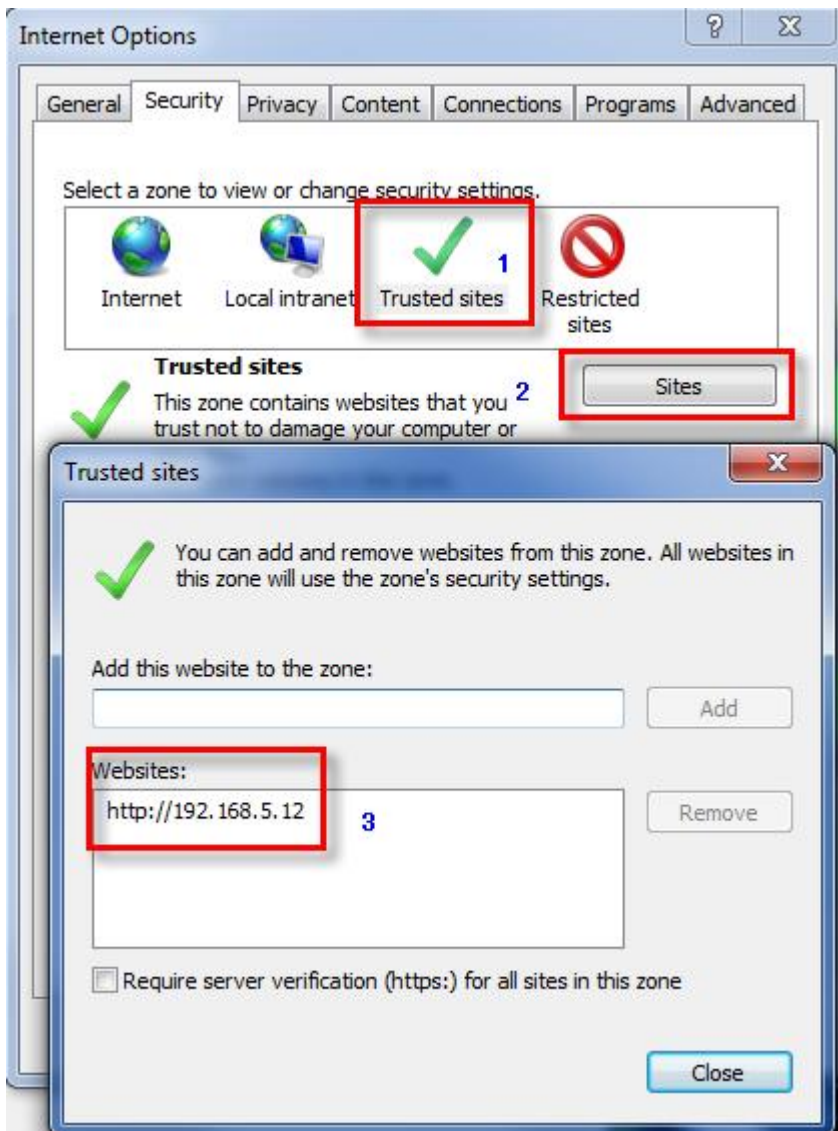 Internet Options
General Security Privacy Content Connections Programs Advanced
Select a zone to view or change security settings.
1
Internet Local intranet Trusted sites Restricted
sites
Trusted sites
This zone contains websites that you
trust not to damage your computer or
2
Sites
Trusted sites
You can add and remove websites from this zone. All websites in
this zone will use the zone's security settings.
Add this website to the zone:
Add
Websites:
http://192.168.5.12
3
Remove
Require server verification (https:) for all sites in this zone
Close